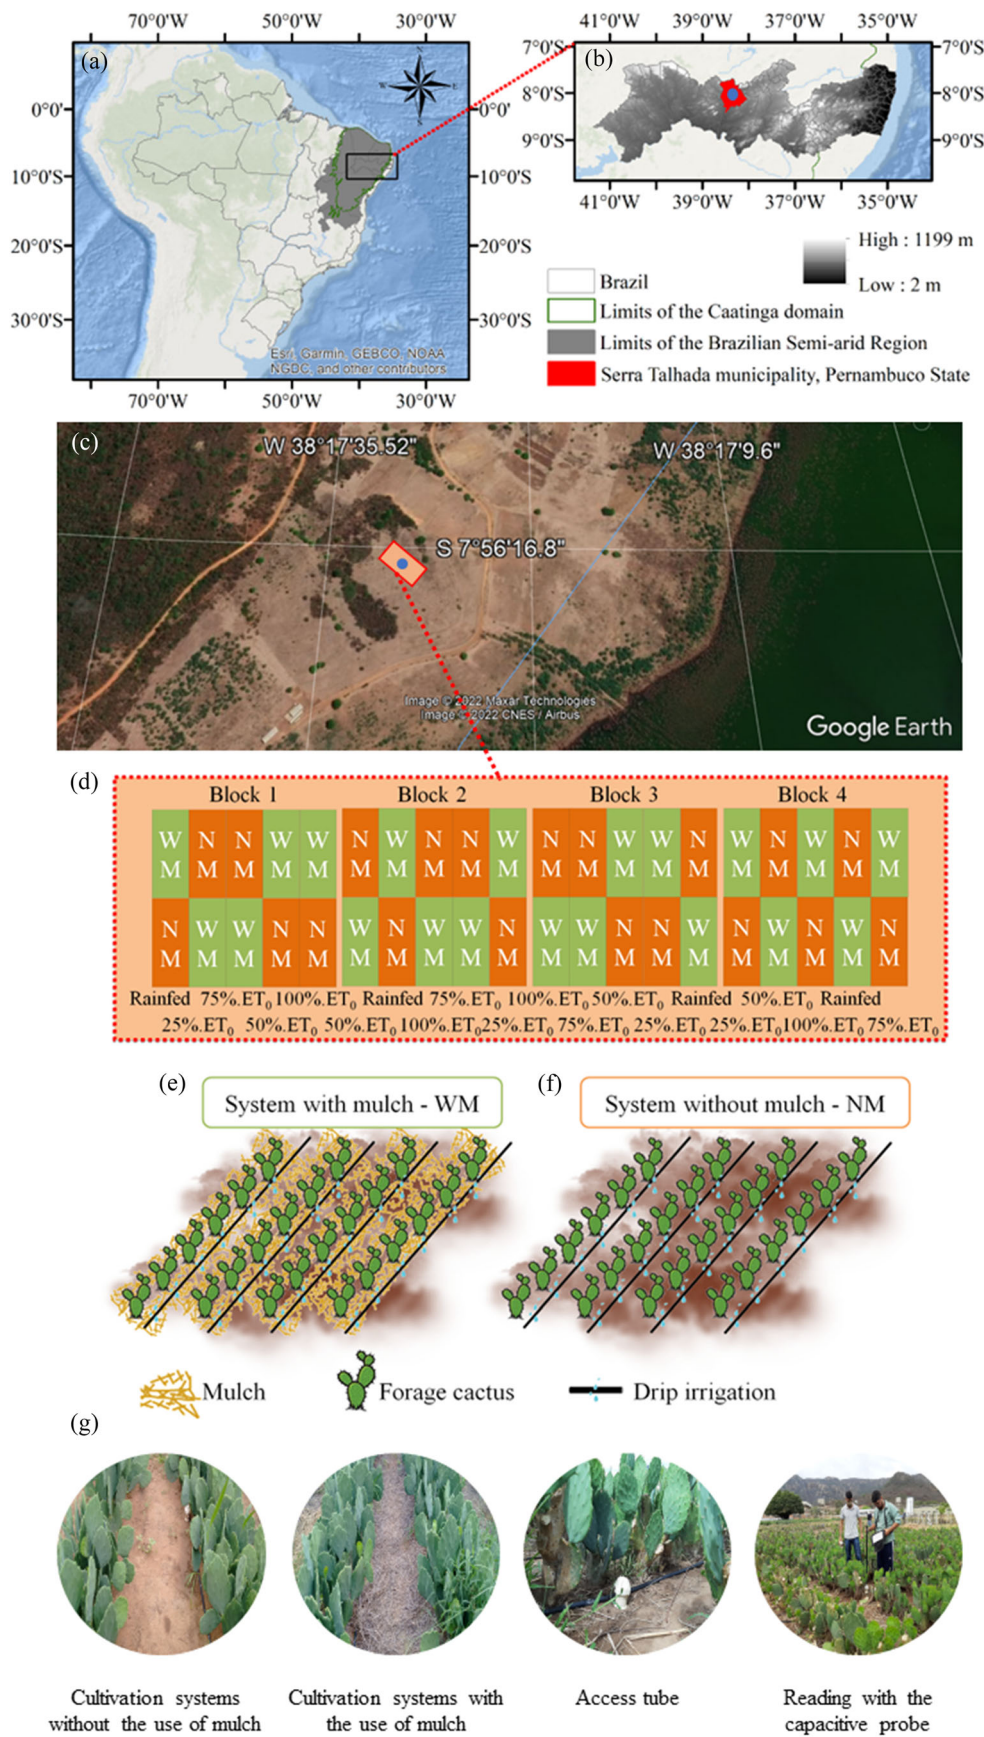 70°0'W 50°0'W 30°0'W
41°0'W 39°0'W 37°0'W 35°0'W
(a)
N
W E
S
0°0'
10°0'S
20°0'S
30°0'S
0°0'
10°0'S
20°0'S
30°0'S
Esri, Garmin, GEBCO, NOAA
NGDC, and other contributors
70°0'W 50°0'W 30°0'W
(b)
7°0'S
8°0'S
9°0'S
7°0'S
8°0'S
9°0'S
41°0'W 39°0'W 37°0'W 35°0'W
High : 1199 m
Low : 2 m
Brazil
Limits of the Caatinga domain
Limits of the Brazilian Semi-arid Region
Serra Talhada municipality, Pernambuco State
(c)
W 38°17'35.52"
W 38°17'9.6"
S 7°56'16.8"
Image © 2022 Maxar Technologies
Image © 2022 CNES / Airbus
Google Earth
(d)
Block 1 Block 2 Block 3 Block 4
W N N W W N W N N W N N W W N W N W N W
M M M M M M M M M M M M M M M M M M M M
N W W N N W N W W N W W N N W N W N W N
M M M M M M M M M M M M M M M M M M M M
Rainfed 75%.ET0 100%.ET0 Rainfed 75%.ET0 100%.ET0 50%.ET0 Rainfed 50%.ET0 Rainfed
25%.ET0 50%.ET0 50%.ET0 100%.ET0 25%.ET0 75%.ET0 25%.ET0 25%.ET0 100%.ET0 75%.ET0
(e)
System with mulch - WM
(f)
System without mulch - NM
Mulch
Forage cactus
Drip irrigation
(g)
Cultivation systems
without the use of mulch
Cultivation systems with
the use of mulch
Access tube
Reading with the
capacitive probe